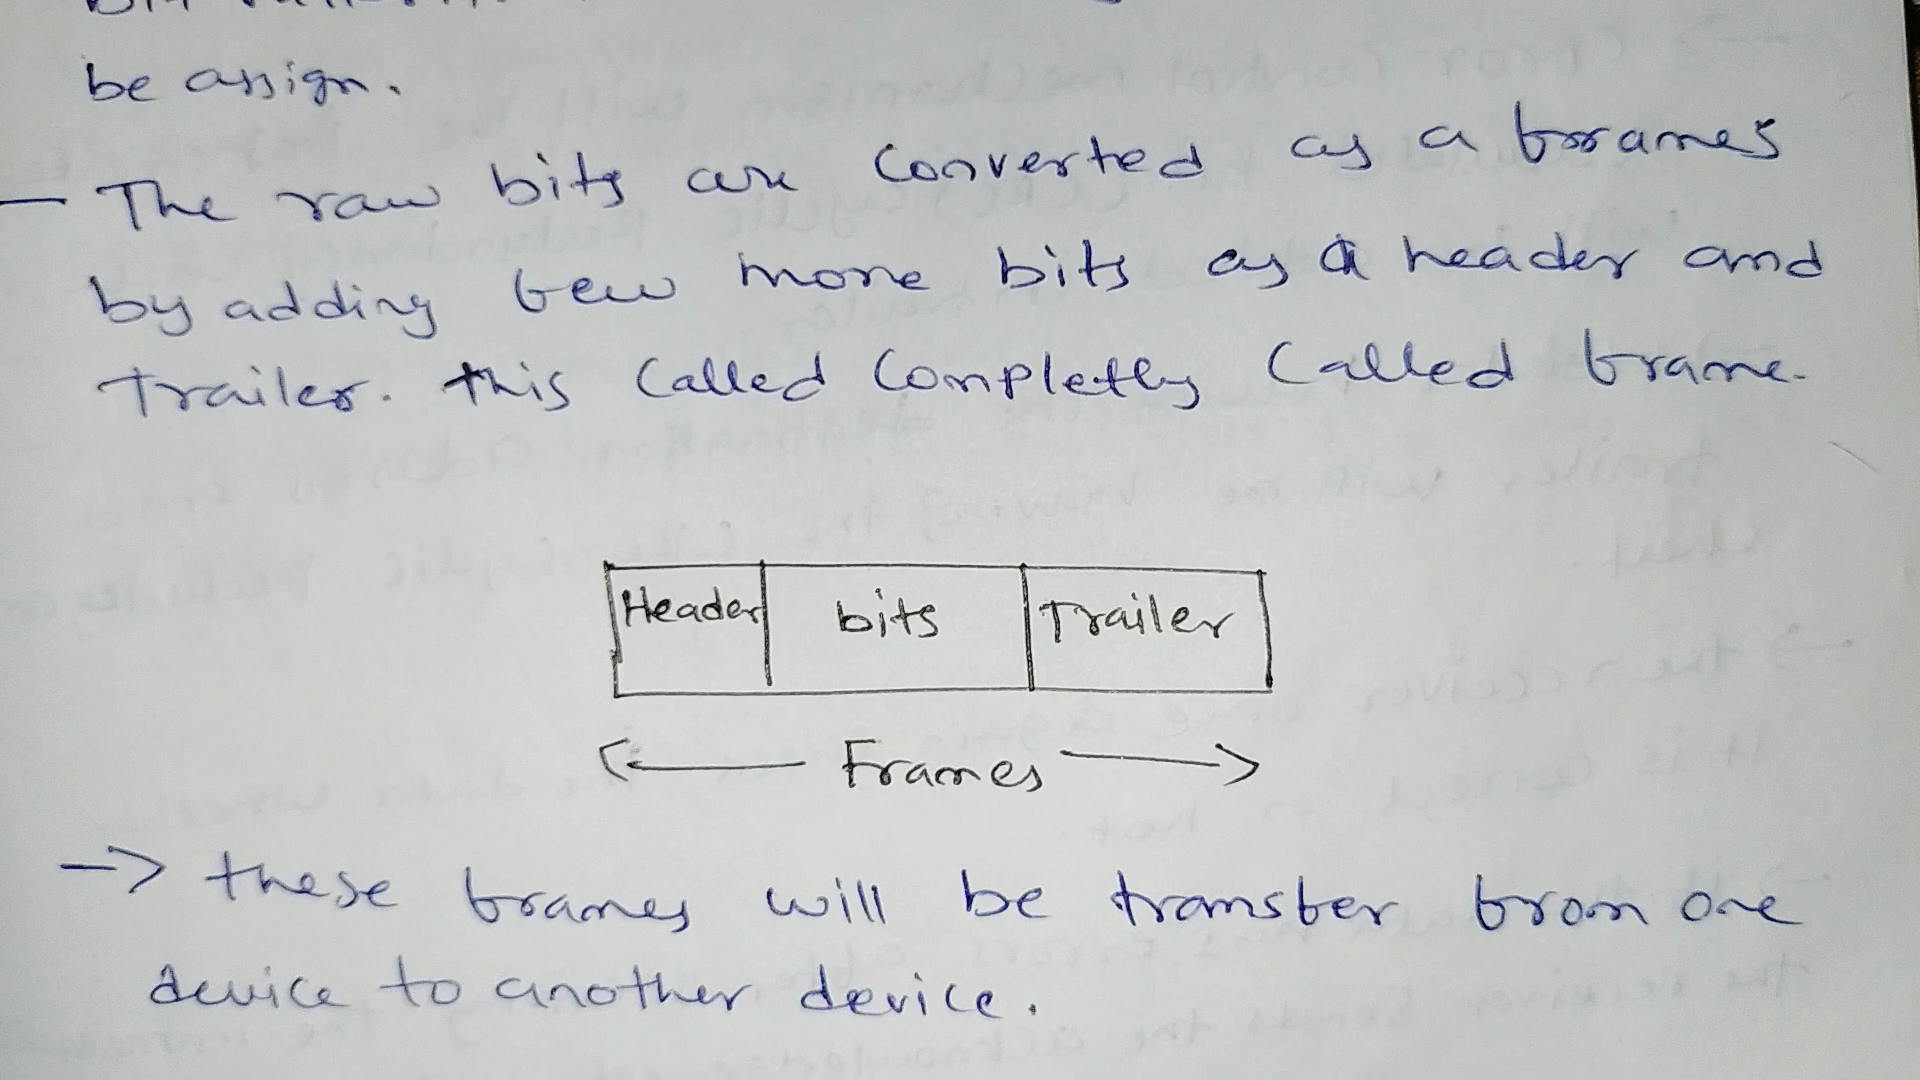 be assign.
- The raw bits are Converted as a frames
by adding few more bits as a header and
Trailer. this Called Completly Called frame.
Header bits Trailer
<—— Frames ——>
-> these frames will be transfer from one
device to another device.